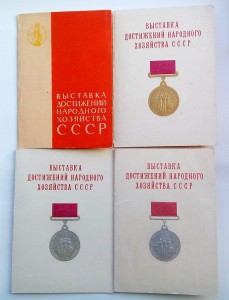 ВЫСТАВКА
ДОСТИЖЕНИЙ
НАРОДНОГО
ХОЗЯЙСТВА
СССР
ВЫСТАВКА
ДОСТИЖЕНИЙ НАРОДНОГО
ХОЗЯЙСТВА СССР
ВЫСТАВКА
ДОСТИЖЕНИЙ НАРОДНОГО
ХОЗЯЙСТВА СССР
ВЫСТАВКА
ДОСТИЖЕНИЙ НАРОДНОГО
ХОЗЯЙСТВА СССР